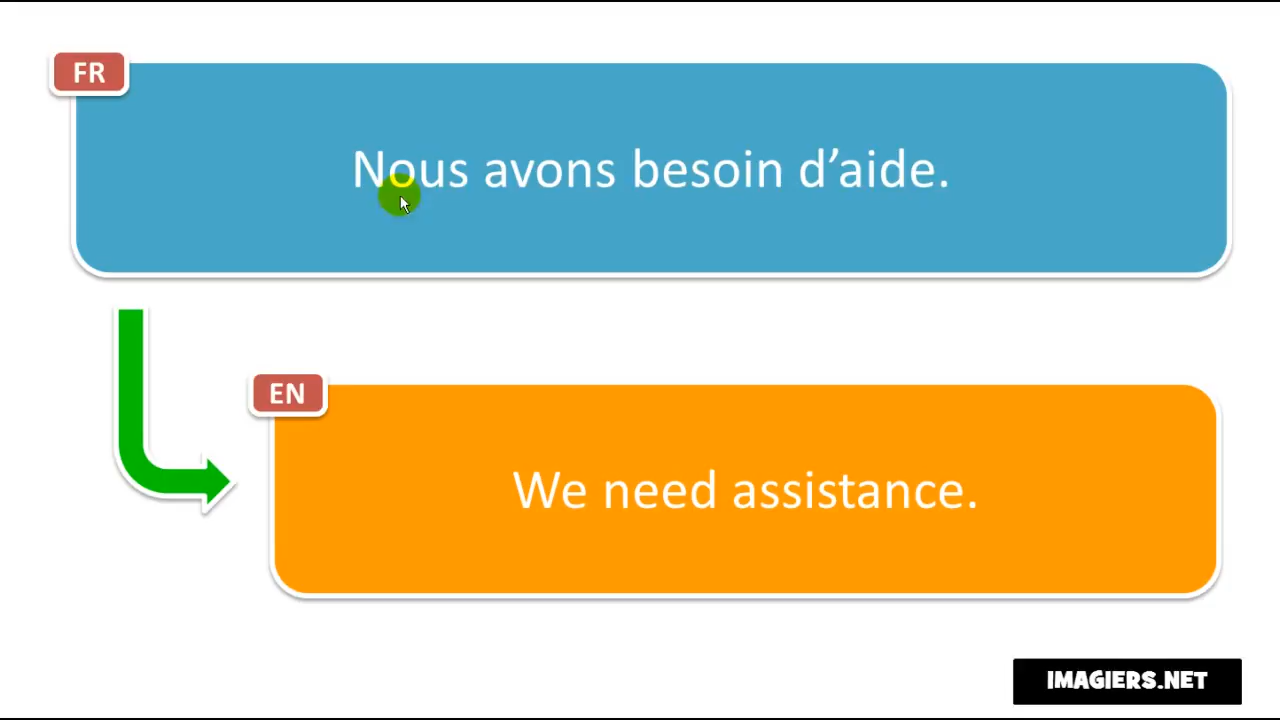 FR
Nous avons besoin d’aide.
EN
We need assistance.
IMAGIERS.NET